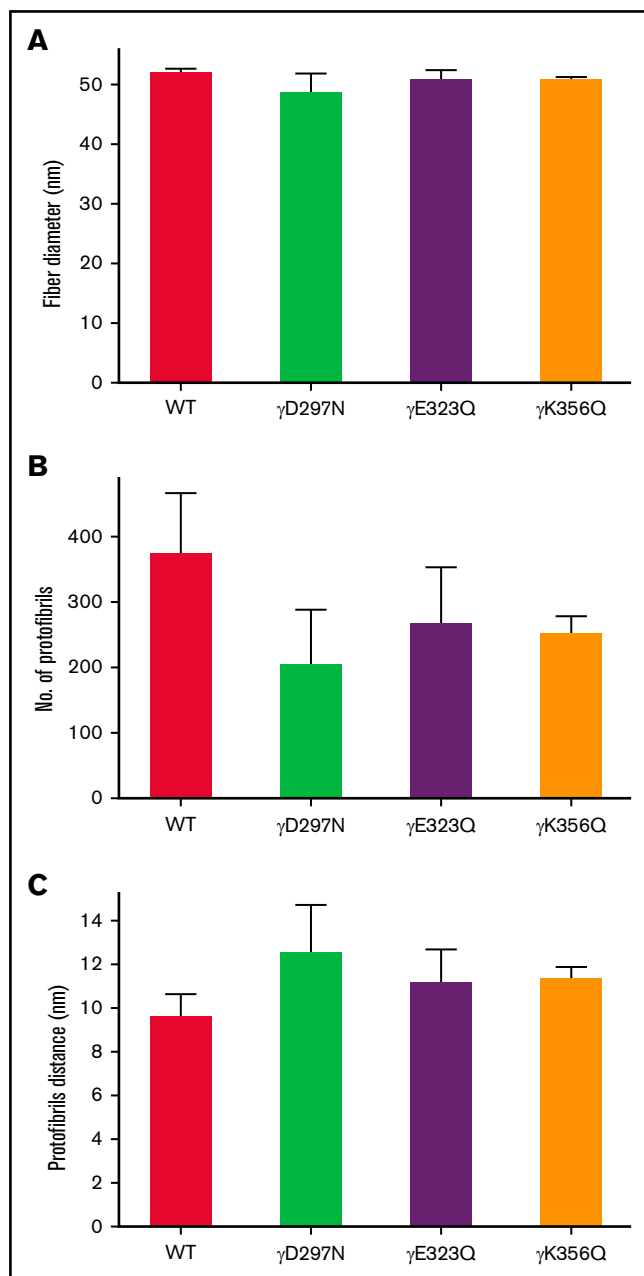 A
Fiber diameter (nm)
50
40
30
20
10
0
WT γD297N γE323Q γK356Q
B
No. of protofibrils
400
300
200
100
0
WT γD297N γE323Q γK356Q
C
Protofibrils distance (nm)
14
12
10
8
6
4
2
0
WT γD297N γE323Q γK356Q